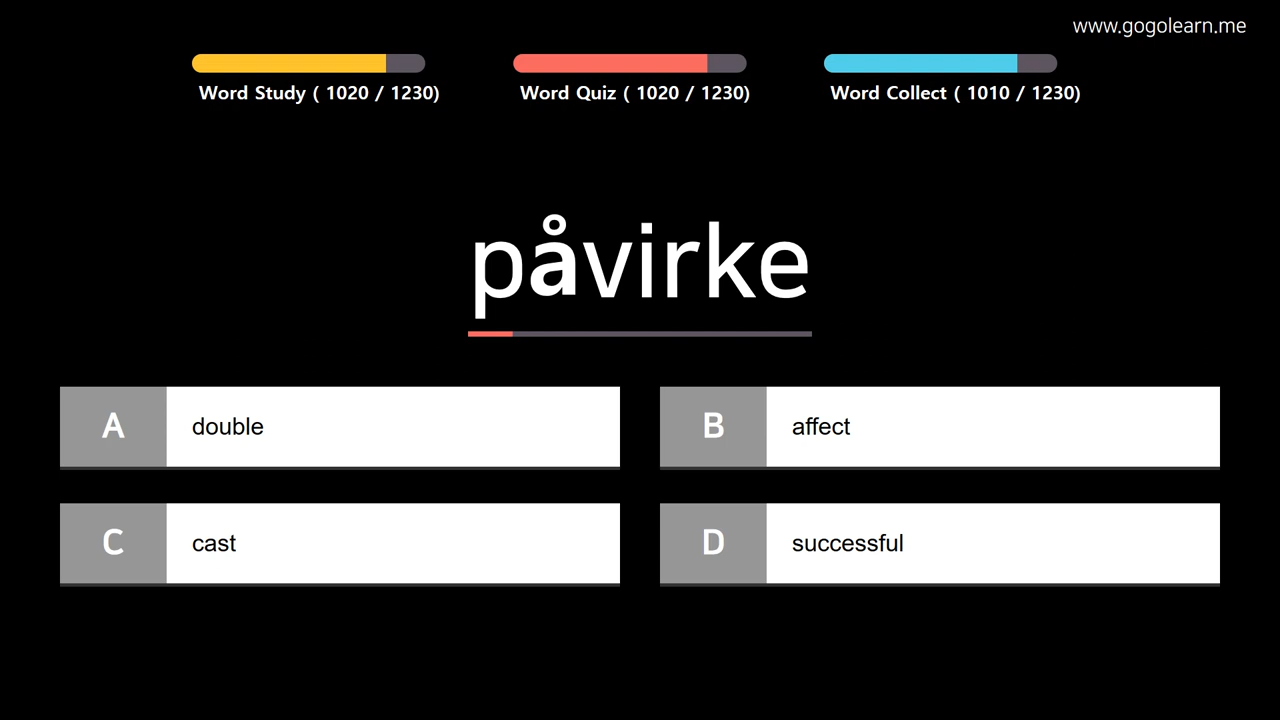 www.gogolearn.me
Word Study ( 1020 / 1230)
Word Quiz ( 1020 / 1230)
Word Collect ( 1010 / 1230)
påvirke
A double
B affect
C cast
D successful